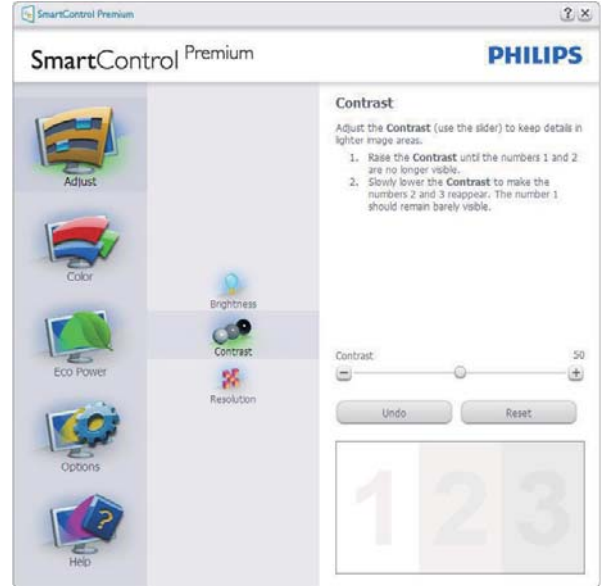 SmartControl Premium
? ×
SmartControl Premium
PHILIPS
Adjust
Color
Eco Power
Options
Help
Brightness
Contrast
Resolution
Contrast
Adjust the Contrast (use the slider) to keep details in
lighter image areas.
1. Raise the Contrast until the numbers 1 and 2
are no longer visible.
2. Slowly lower the Contrast to make the
numbers 2 and 3 reappear. The number 1
should remain barely visible.
Contrast 50
Undo Reset
1 2 3